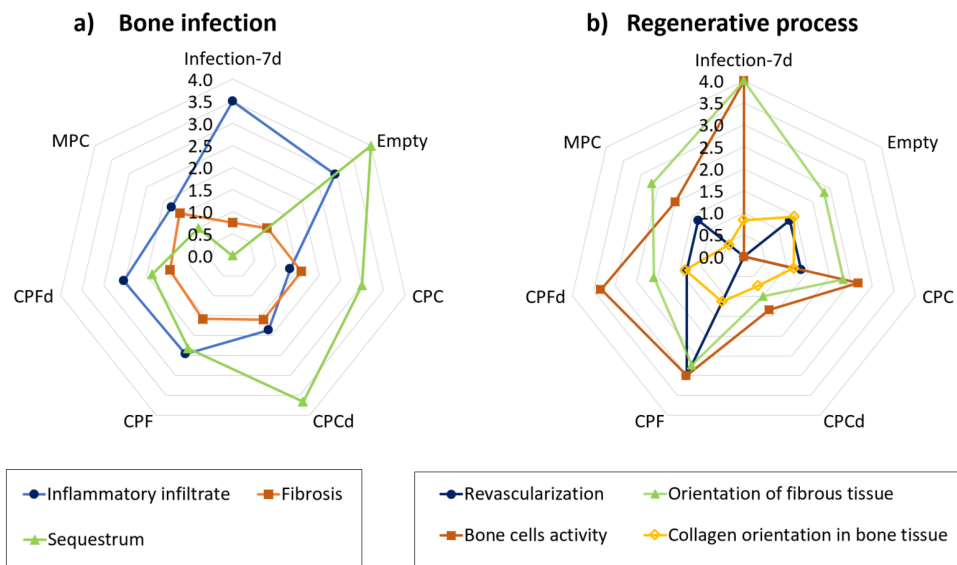 a) Bone infection
Infection-7d
4.0
3.5
3.0
2.5
2.0
1.5
1.0
0.5
0.0
Empty
CPC
CPCd
CPF
CPFd
MPC
Inflammatory infiltrate
Fibrosis
Sequestrum
b) Regenerative process
Infection-7d
4.0
3.5
3.0
2.5
2.0
1.5
1.0
0.5
0.0
Empty
CPC
CPCd
CPF
CPFd
MPC
Revascularization
Orientation of fibrous tissue
Bone cells activity
Collagen orientation in bone tissue